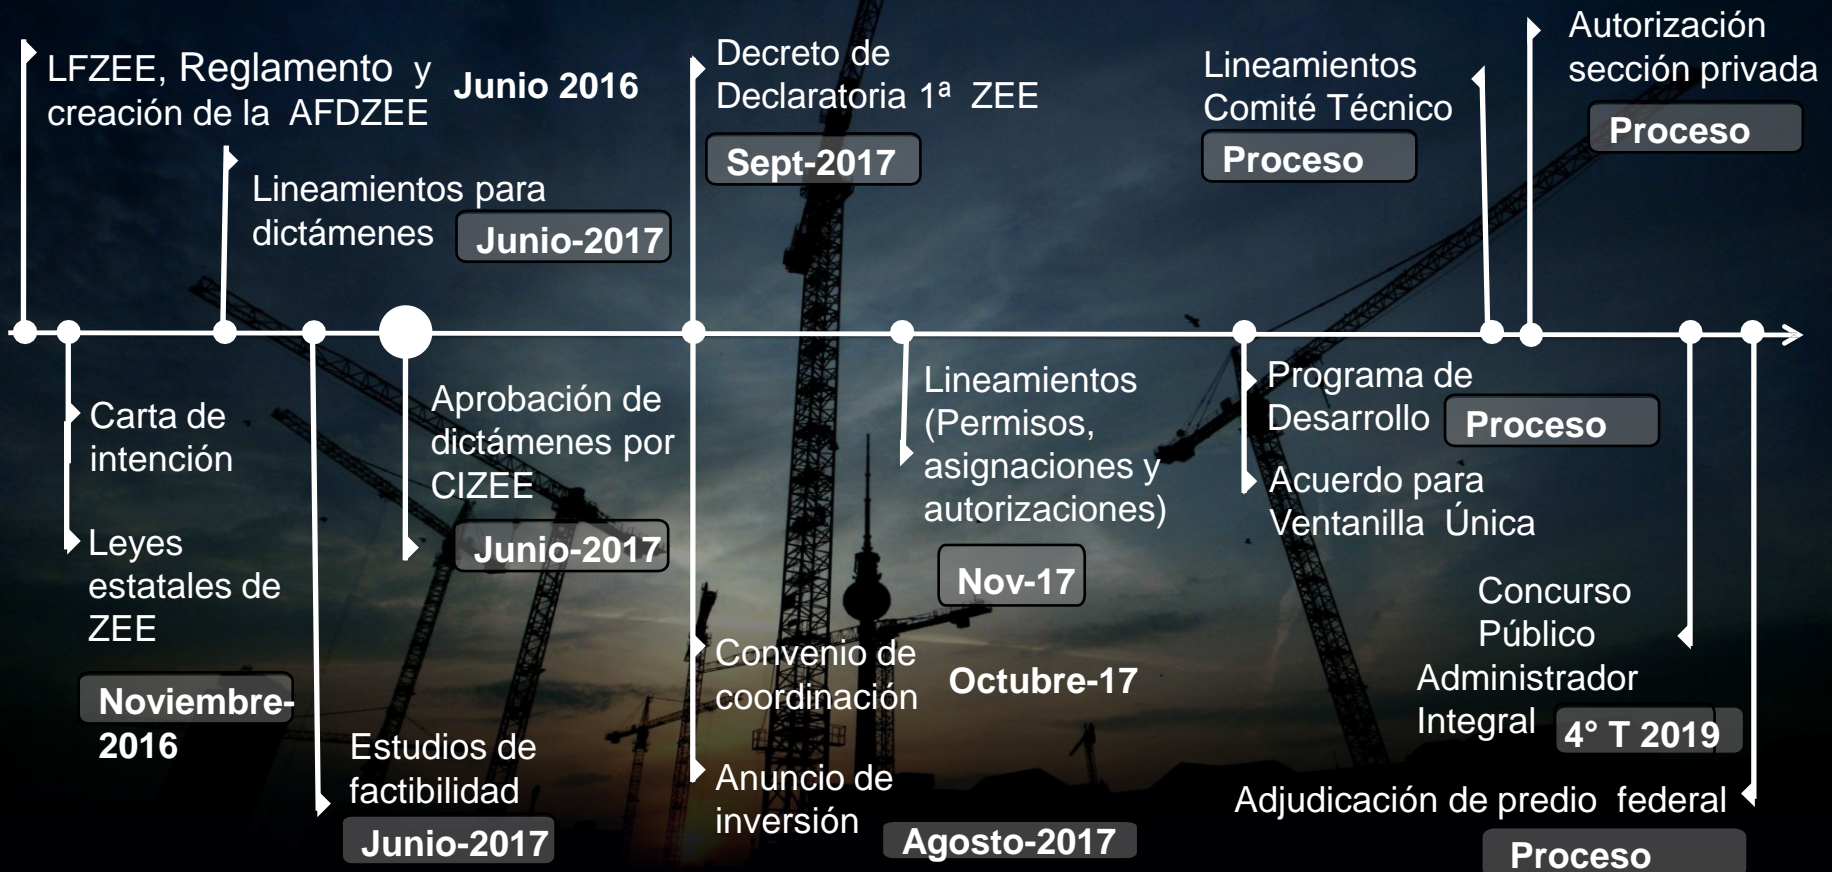 LFZEE, Reglamento y
creación de la AFDZEE
Junio 2016
Lineamientos para
dictámenes
Junio-2017
Decreto de
Declaratoria 1ª ZEE
Sept-2017
Lineamientos
Comité Técnico
Proceso
Autorización
sección privada
Proceso
Carta de
intención
Leyes
estatales de
ZEE
Noviembre-
2016
Estudios de
factibilidad
Junio-2017
Aprobación de
dictámenes por
CIZEE
Junio-2017
Convenio de
coordinación
Octubre-17
Anuncio de
inversión
Agosto-2017
Lineamientos
(Permisos,
asignaciones y
autorizaciones)
Nov-17
Programa de
Desarrollo
Proceso
Acuerdo para
Ventanilla Única
Concurso
Público
Administrador
Integral
4° T 2019
Adjudicación de predio federal
Proceso